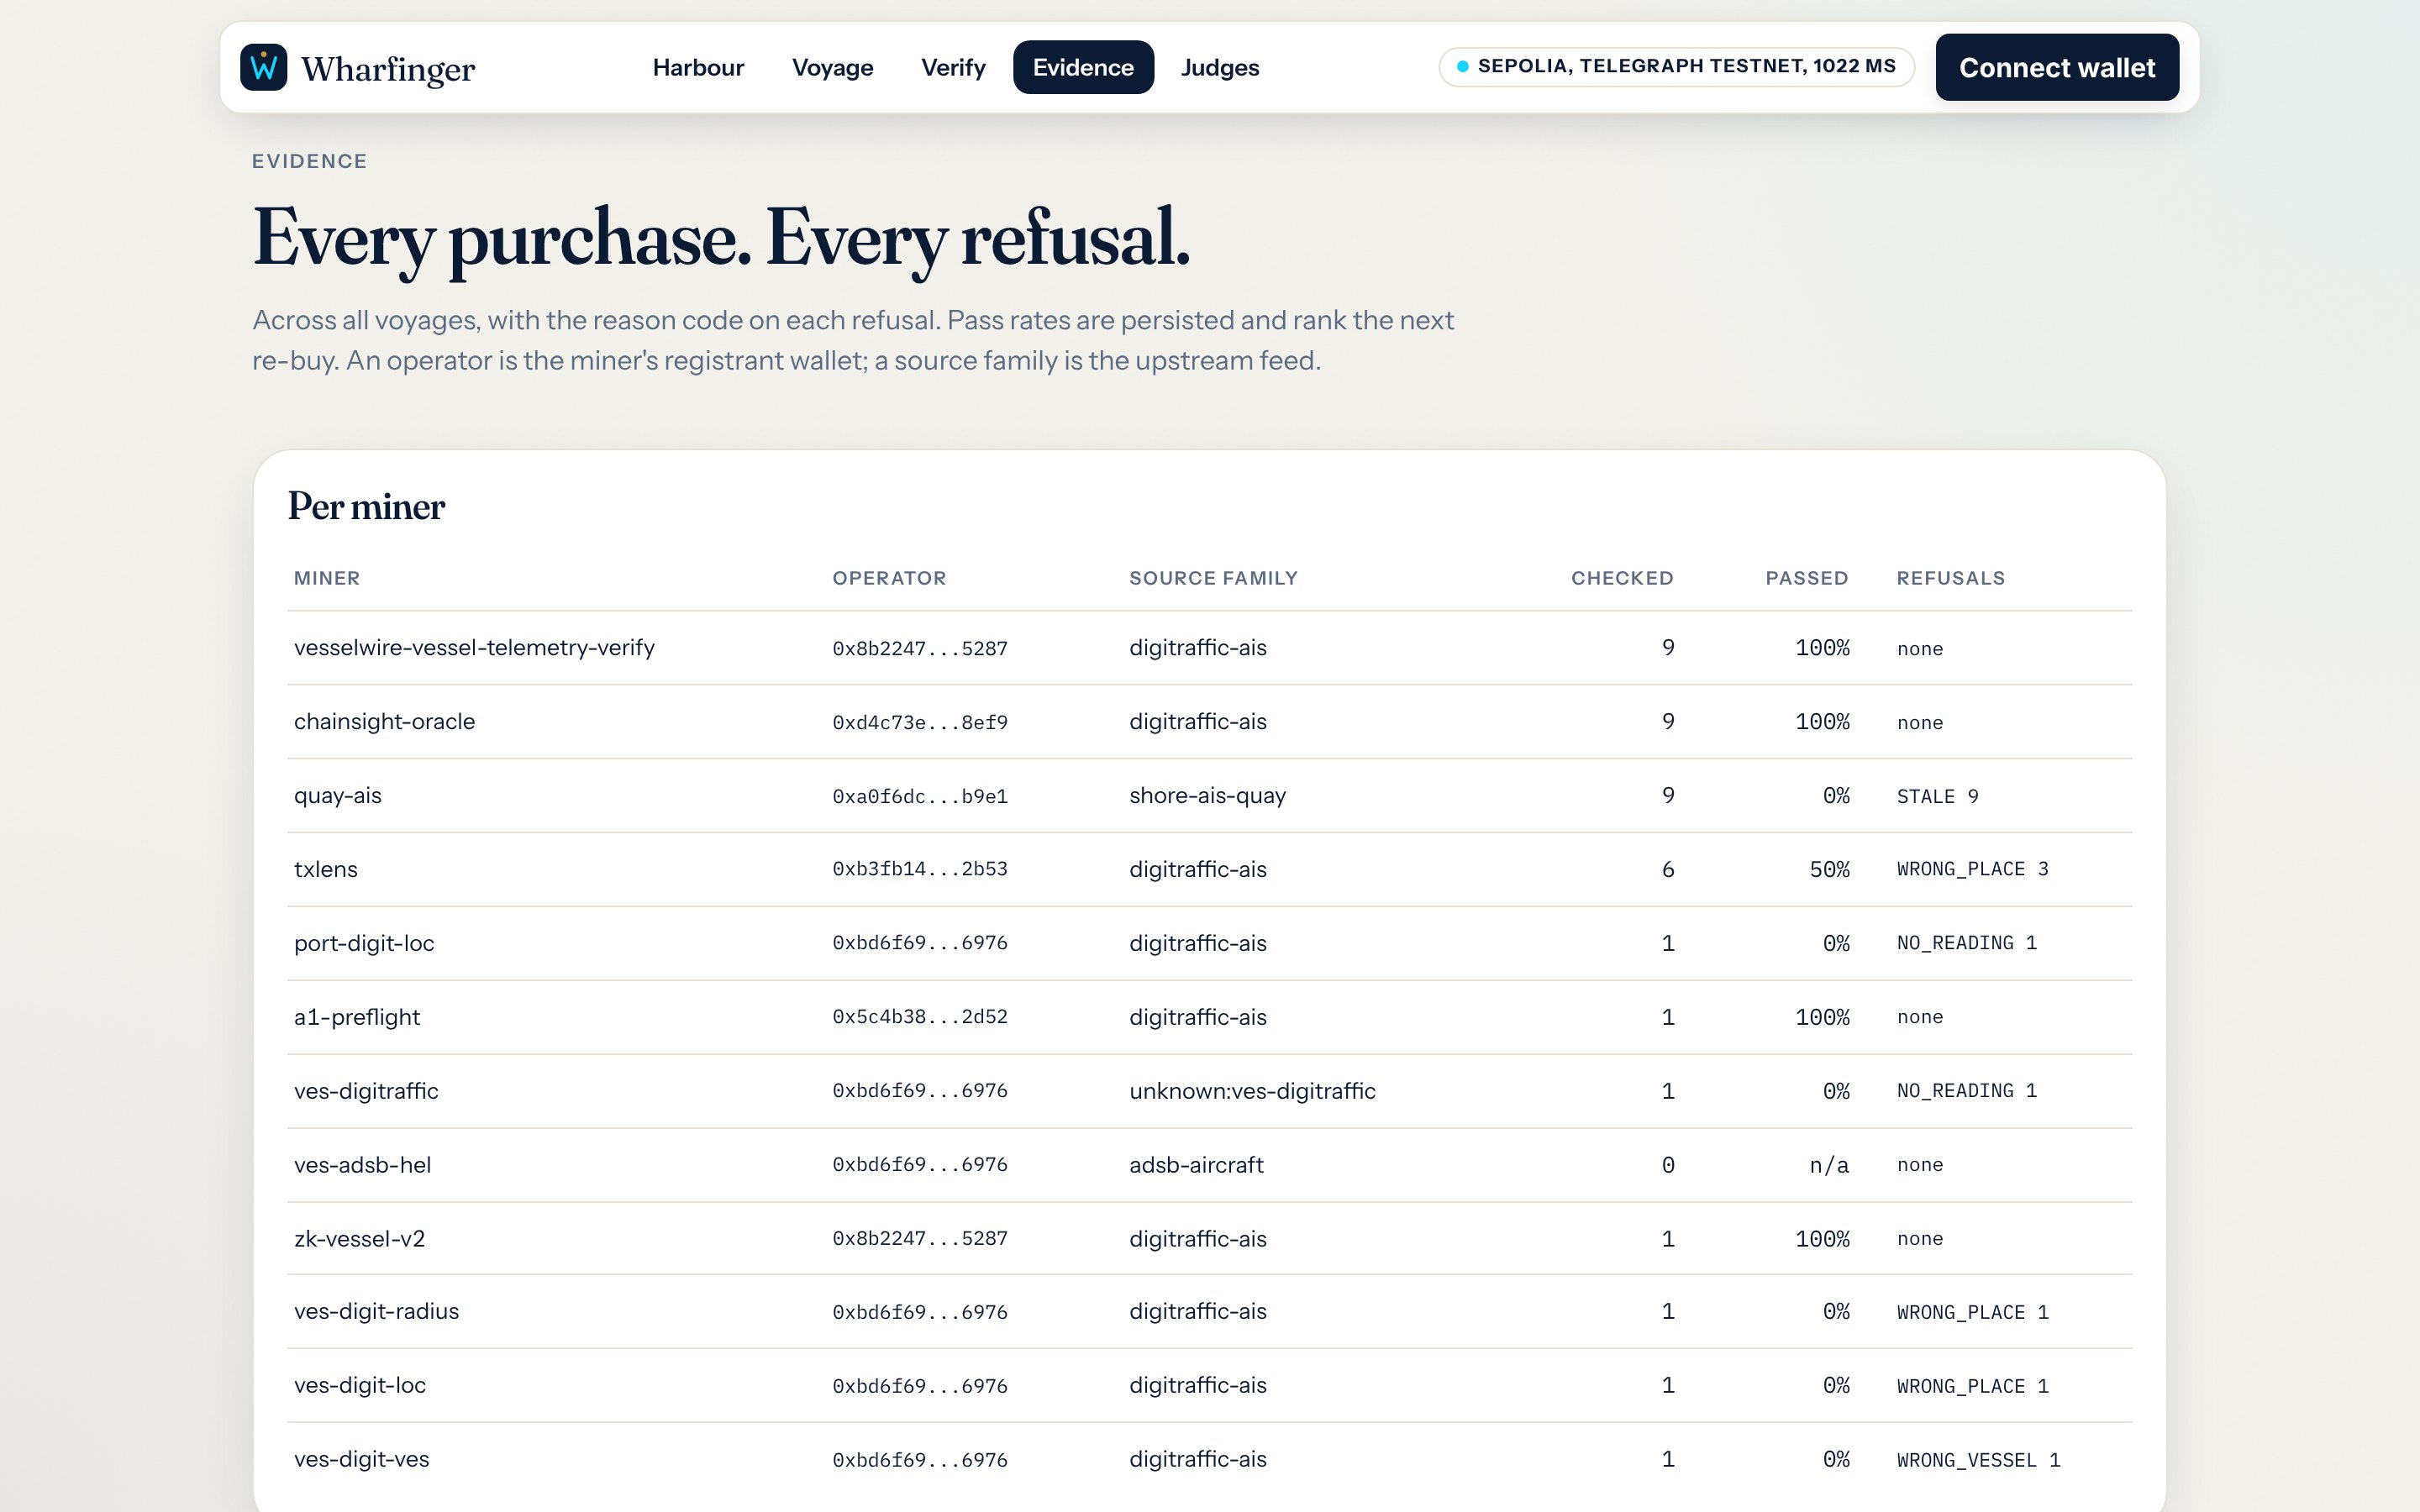 Wharfinger
Harbour Voyage Verify Evidence Judges
SEPOLIA, TELEGRAPH TESTNET, 1022 MS
Connect wallet
EVIDENCE
Every purchase. Every refusal.
Across all voyages, with the reason code on each refusal. Pass rates are persisted and rank the next
re-buy. An operator is the miner's registrant wallet; a source family is the upstream feed.
Per miner
MINER OPERATOR SOURCE FAMILY CHECKED PASSED REFUSALS
vesselwire-vessel-telemetry-verify 0x8b2247...5287 digitraffic-ais 9 100% none
chainsight-oracle 0xd4c73e...8ef9 digitraffic-ais 9 100% none
quay-ais 0xa0f6dc...b9e1 shore-ais-quay 9 0% STALE 9
txlens 0xb3fb14...2b53 digitraffic-ais 6 50% WRONG_PLACE 3
port-digit-loc 0xbd6f69...6976 digitraffic-ais 1 0% NO_READING 1
a1-preflight 0x5c4b38...2d52 digitraffic-ais 1 100% none
ves-digitraffic 0xbd6f69...6976 unknown:ves-digitraffic 1 0% NO_READING 1
ves-adsb-hel 0xbd6f69...6976 adsb-aircraft 0 n/a none
zk-vessel-v2 0x8b2247...5287 digitraffic-ais 1 100% none
ves-digit-radius 0xbd6f69...6976 digitraffic-ais 1 0% WRONG_PLACE 1
ves-digit-loc 0xbd6f69...6976 digitraffic-ais 1 0% WRONG_PLACE 1
ves-digit-ves 0xbd6f69...6976 digitraffic-ais 1 0% WRONG_VESSEL 1